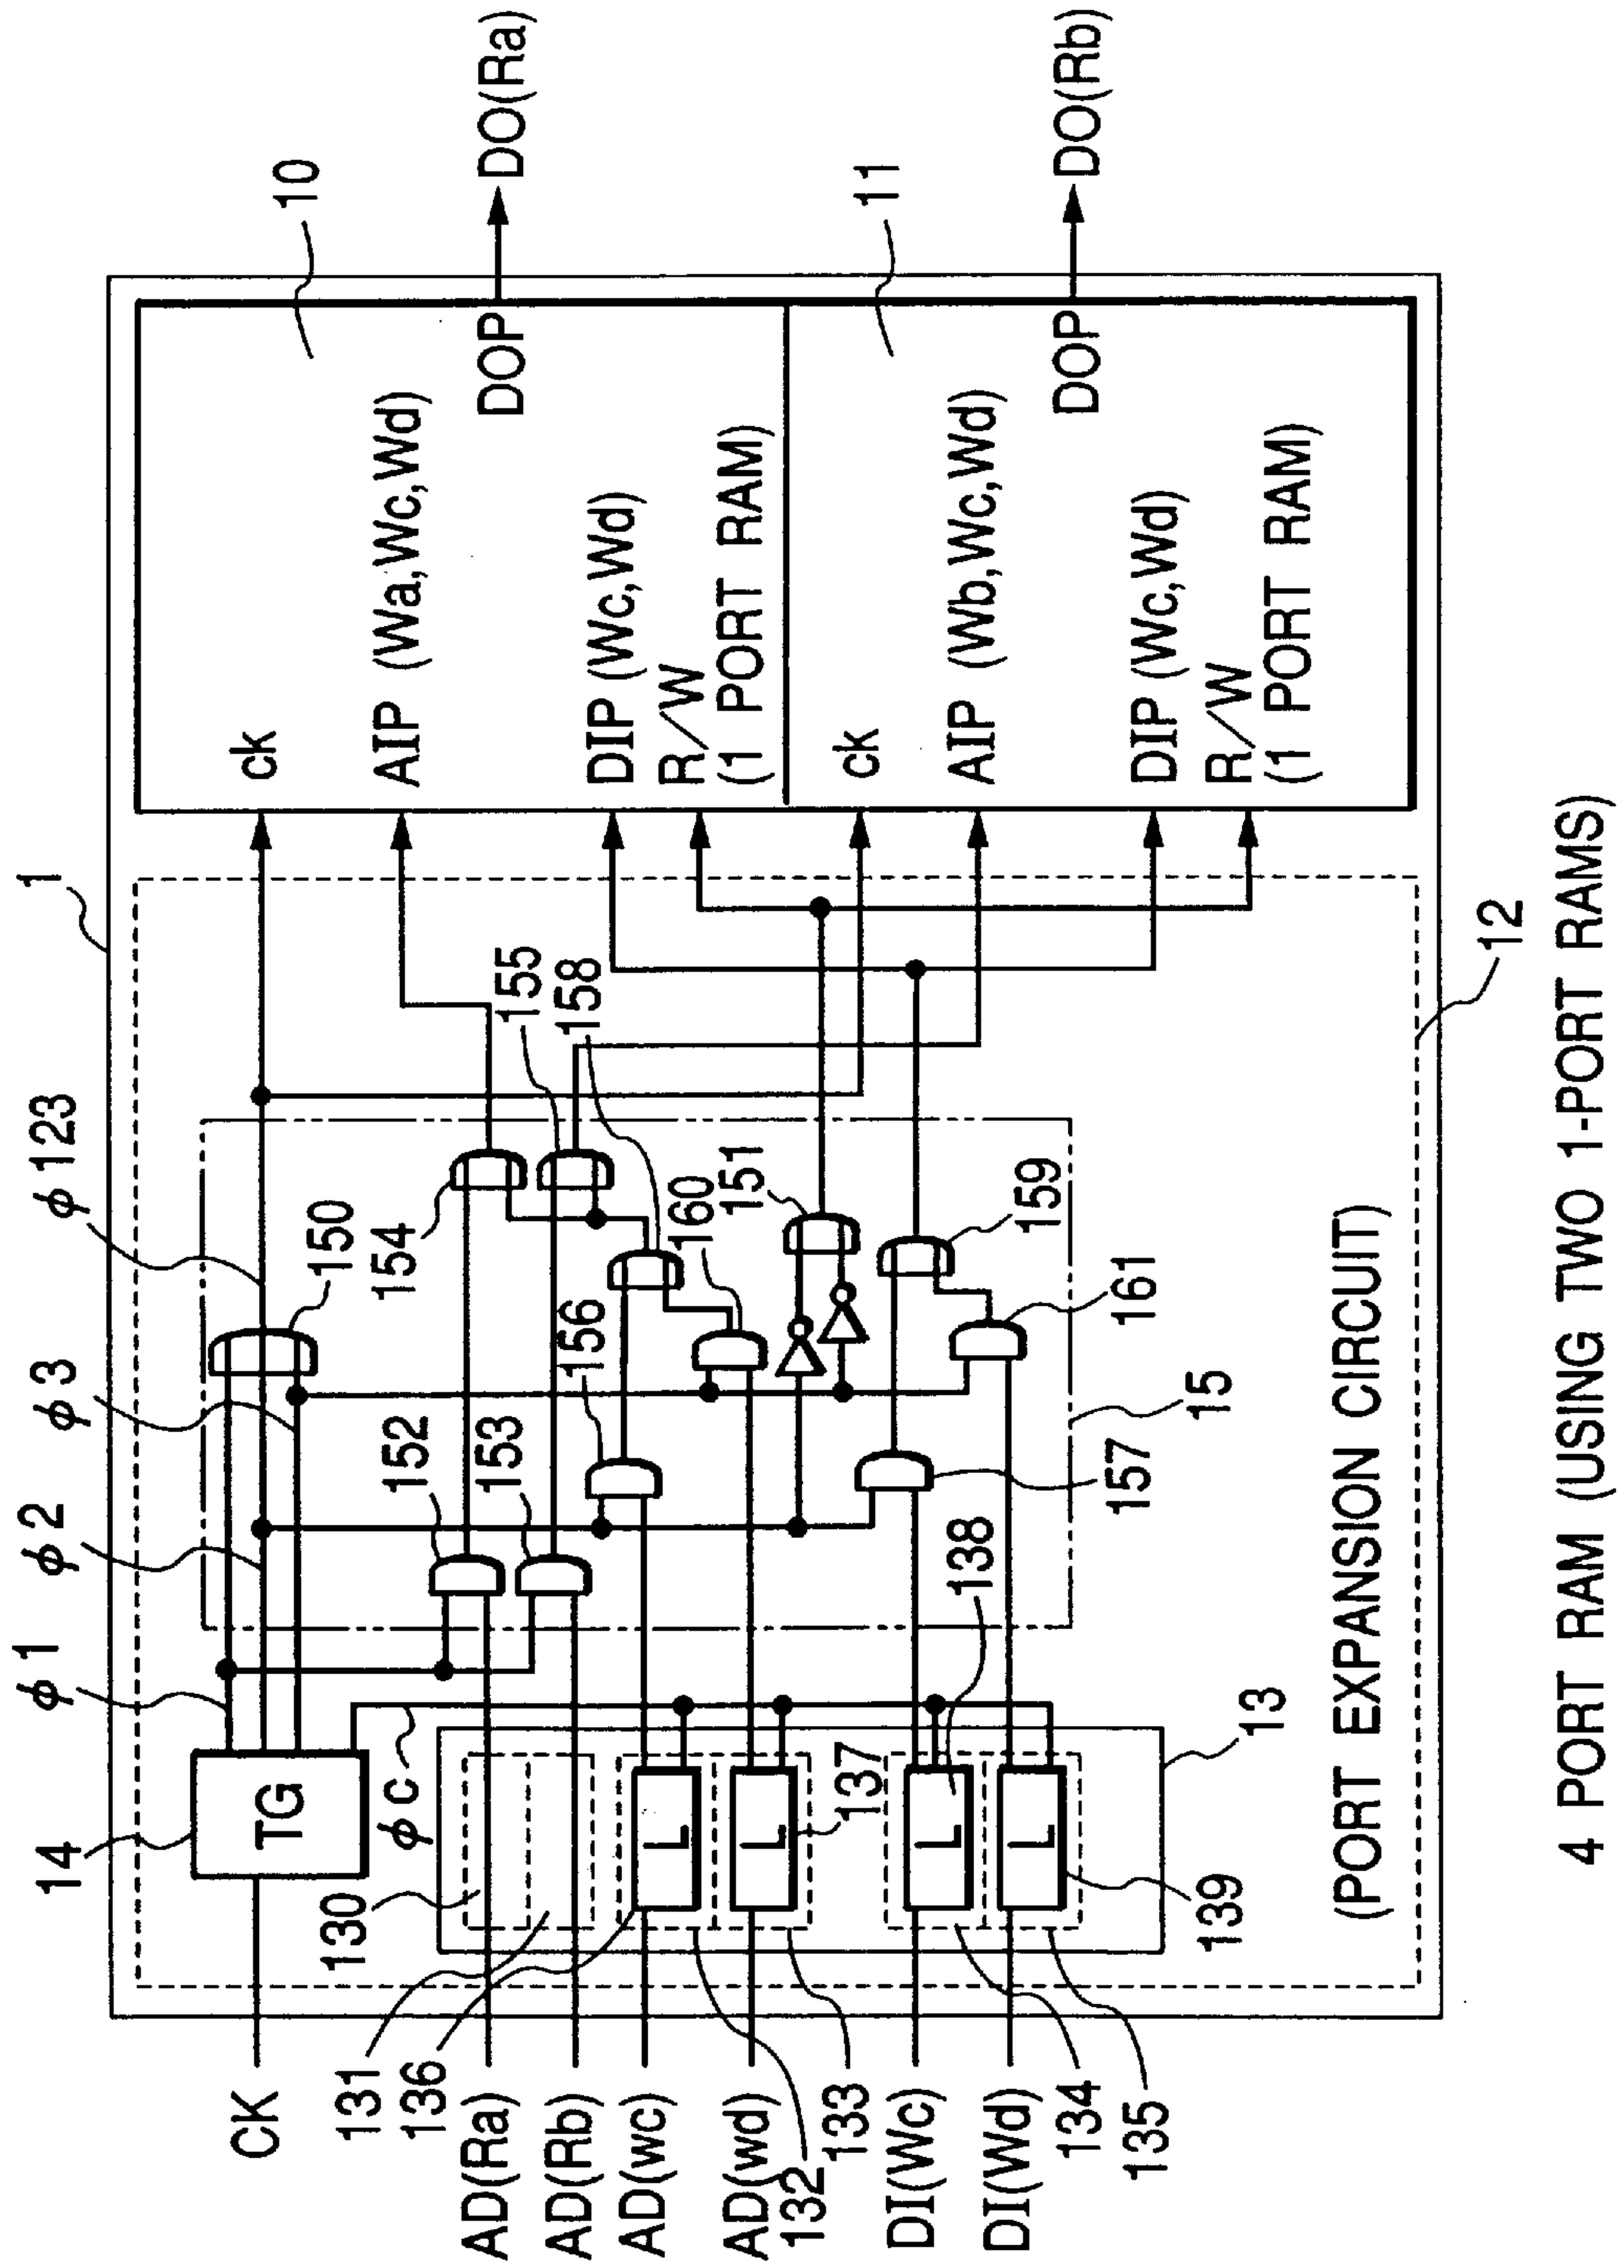 1
φ1
φ2
φ3
φ123
10
14
TG
150
CK
ck
φc
130
131
136
152
153
154
155
158
156
160
151
AD(Ra)
AD(Rb)
AD(wc)
AD(wd)
132
133
137
AIP (Wa,Wc,Wd)
DOP
DO(Ra)
DIP (Wc,Wd)
R/W
(1 PORT RAM)
11
ck
AIP (Wb,Wc,Wd)
DOP
DO(Rb)
DIP (Wc,Wd)
R/W
(1 PORT RAM)
L
L
L
L
DI(Wc)
DI(Wd)
134
135
138
139
157
159
161
13
15
12
(PORT EXPANSION CIRCUIT)
4 PORT RAM (USING TWO 1-PORT RAMS)